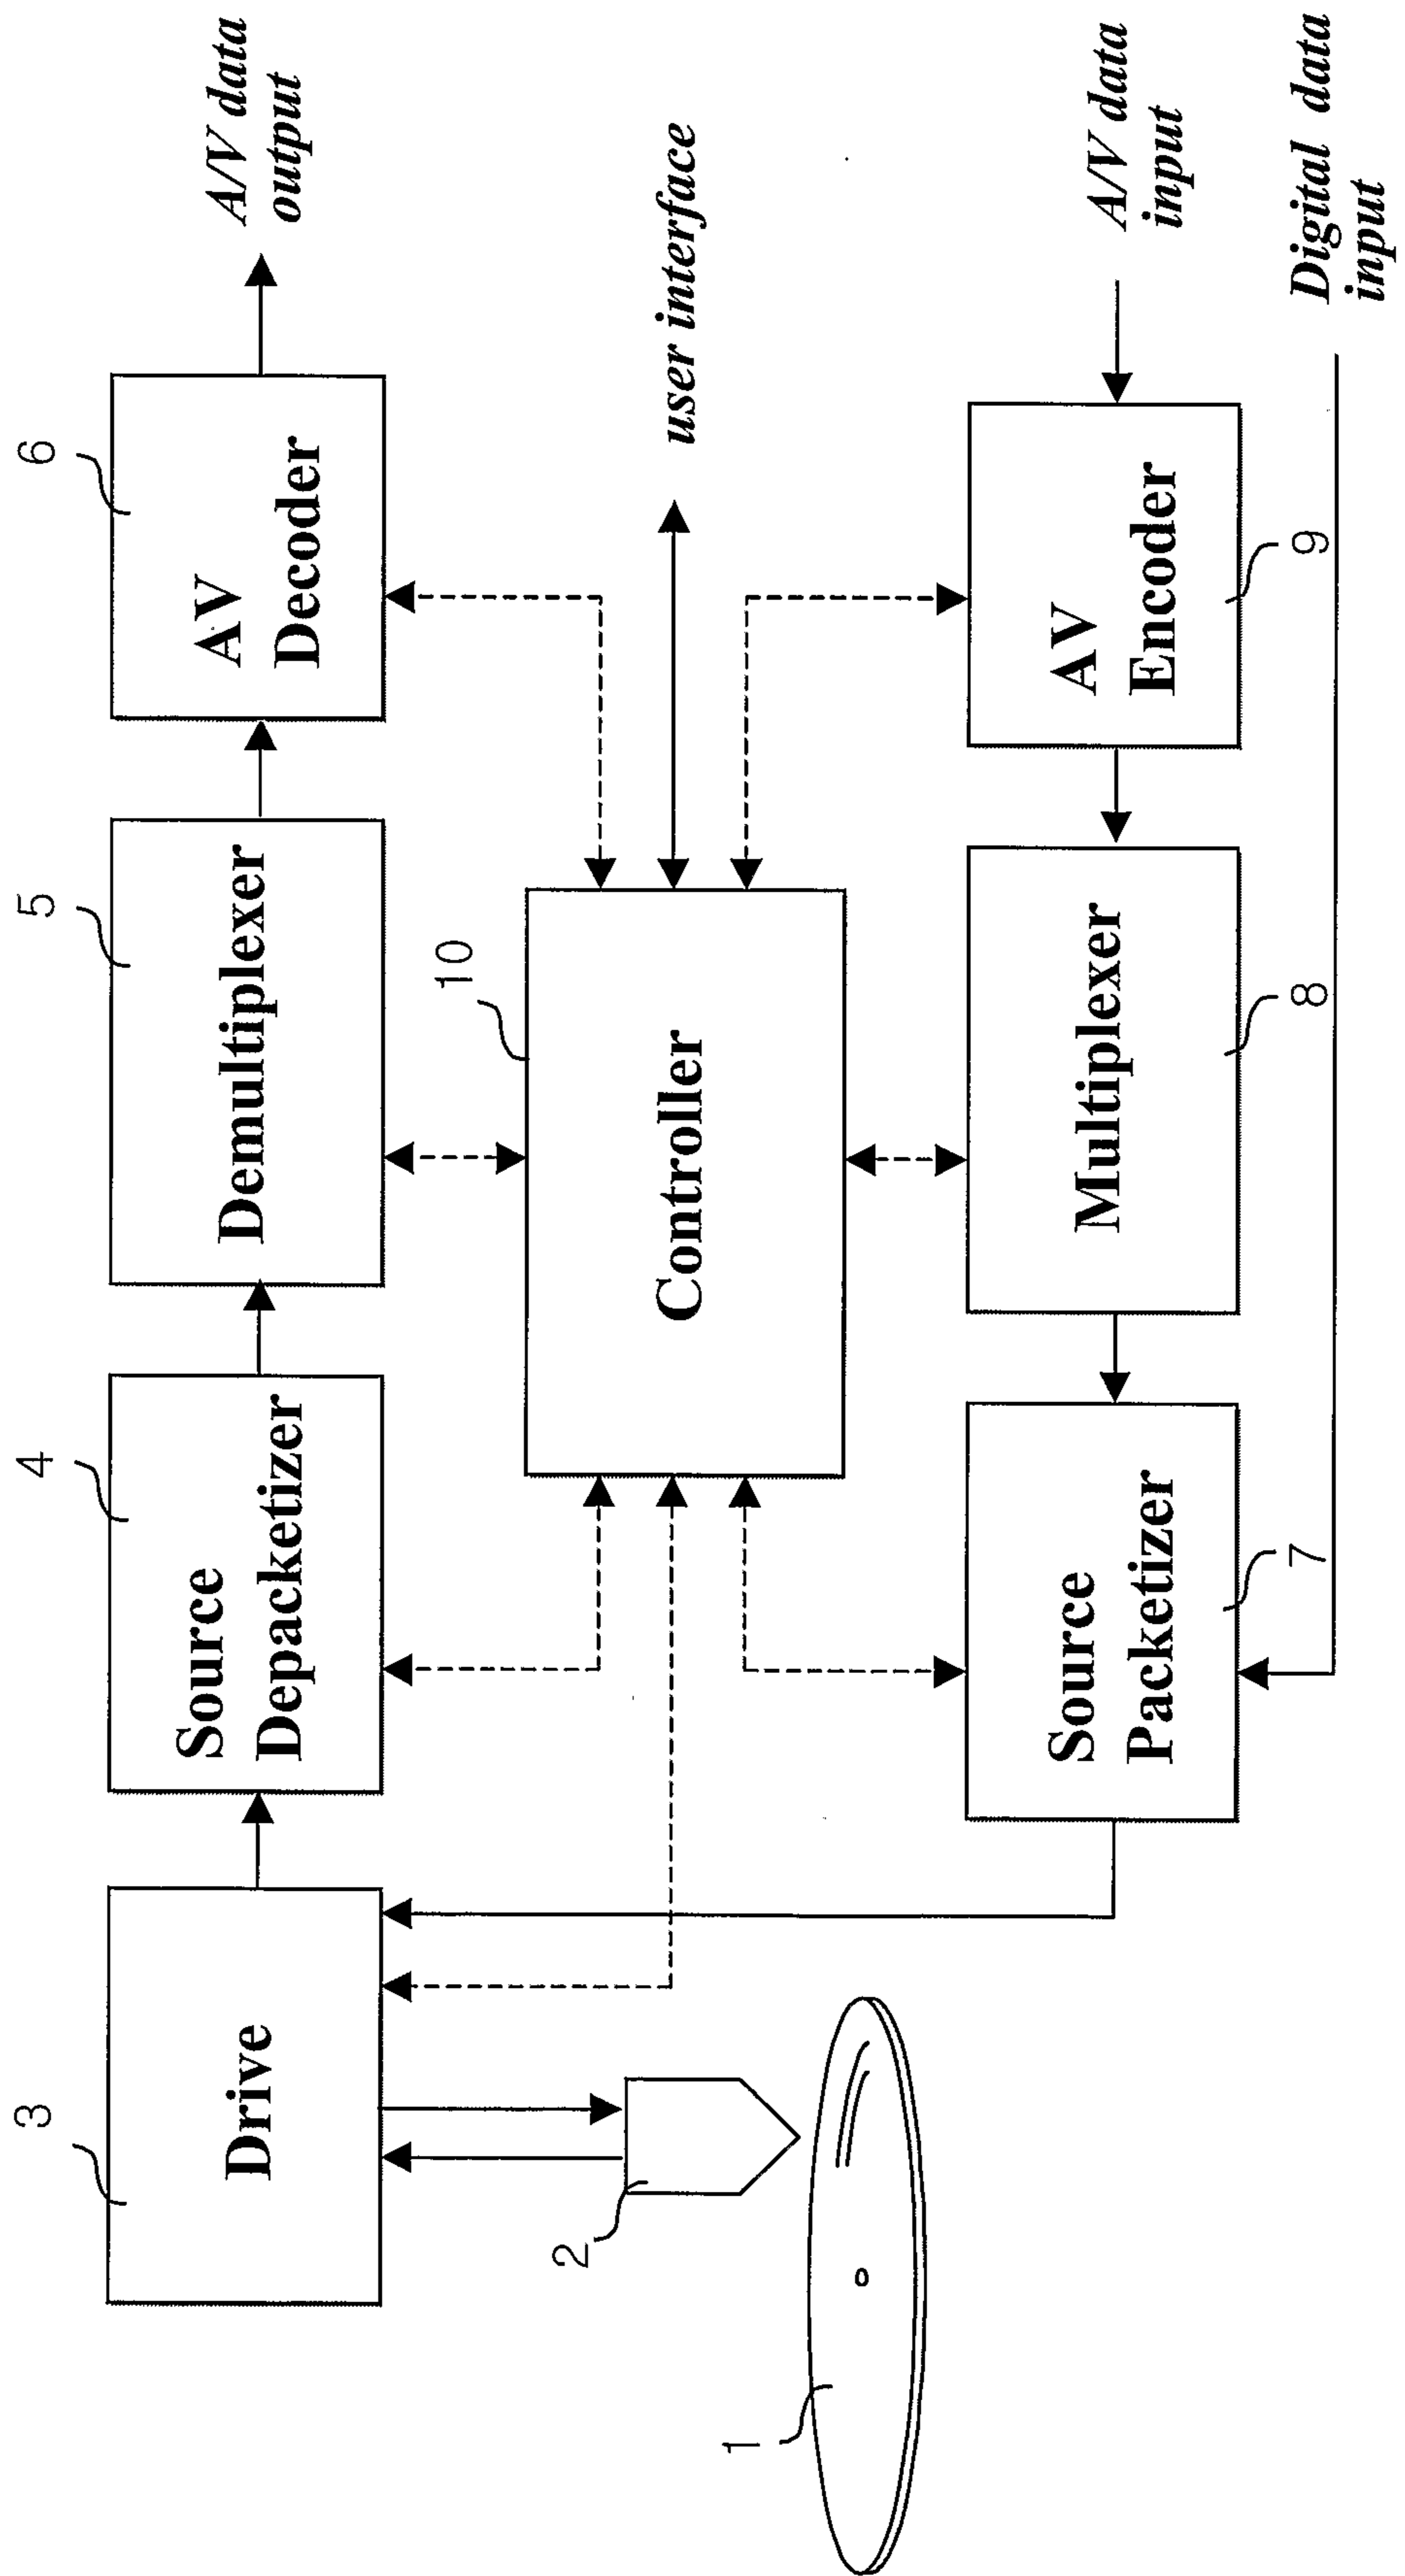 3
Drive
4
Source
Depacketizer
5
Demultiplexer
6
AV
Decoder
A/V data
output
2
1
10
Controller
user interface
Source
Packetizer
7
Multiplexer
8
AV
Encoder
9
A/V data
input
Digital data
input